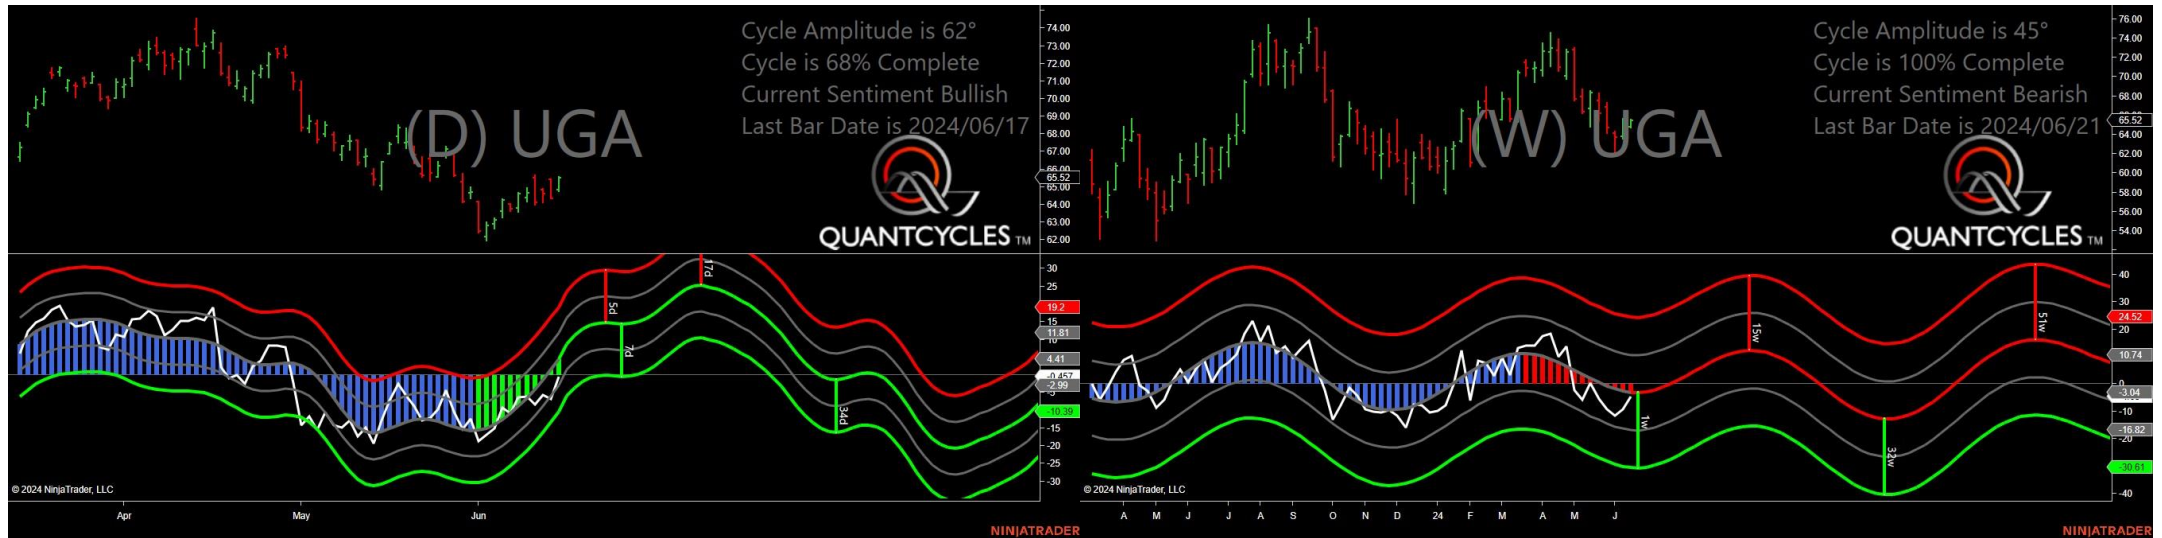 Cycle Amplitude is 62°
Cycle is 68% Complete
Current Sentiment Bullish
Last Bar Date is 2024/06/17
(D) UGA
QUANTCYCLES TM
74.00
73.00
72.00
71.00
70.00
69.00
68.00
67.00
66.00
65.52
65.00
64.00
63.00
62.00
17d
5d
7d
34d
30
25
19.2
15
11.81
10
4.41
-0.457
-2.99
-5
-10.39
-15
-20
-25
-30
© 2024 NinjaTrader, LLC
Apr May Jun
NINJATRADER
Cycle Amplitude is 45°
Cycle is 100% Complete
Current Sentiment Bearish
Last Bar Date is 2024/06/21
(W) UGA
QUANTCYCLES TM
76.00
74.00
72.00
70.00
68.00
65.52
64.00
62.00
60.00
58.00
56.00
54.00
15w
51w
1w
32w
40
30
24.52
20
10.74
0
-3.04
-10
-16.82
-20
-30.61
-40
© 2024 NinjaTrader, LLC
A M J J A S O N D 24 F M A M J
NINJATRADER